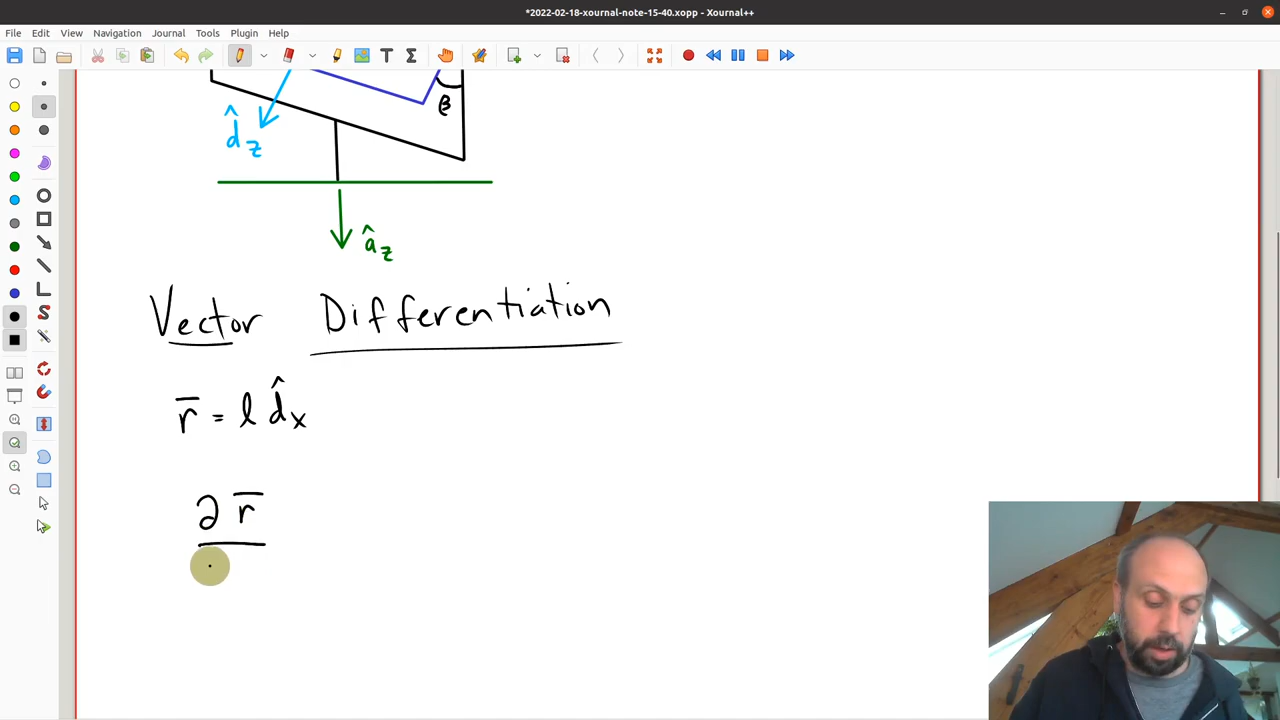 *2022-02-18-xournal-note-15-40.xopp - Xournal++
File Edit View Navigation Journal Tools Plugin Help
β
d̂z
âz
Vector Differentiation
r̄ = l d̂x
∂ r̄